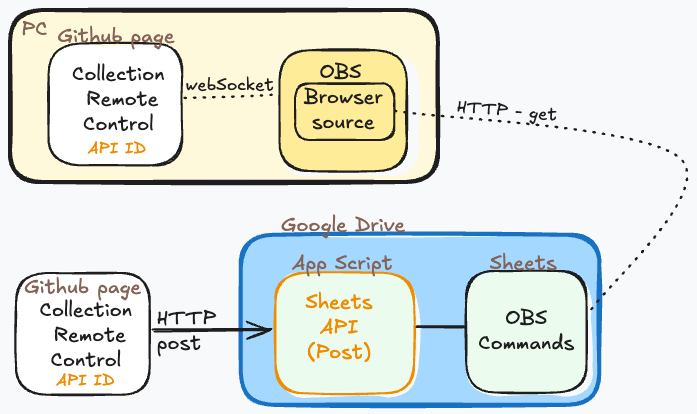 PC
Github page
Collection
Remote
Control
API ID
webSocket
OBS
Browser
source
HTTP - get
Google Drive
App Script
Sheets
API
(Post)
Sheets
OBS
Commands
Github page
Collection
Remote
Control
API ID
HTTP
post